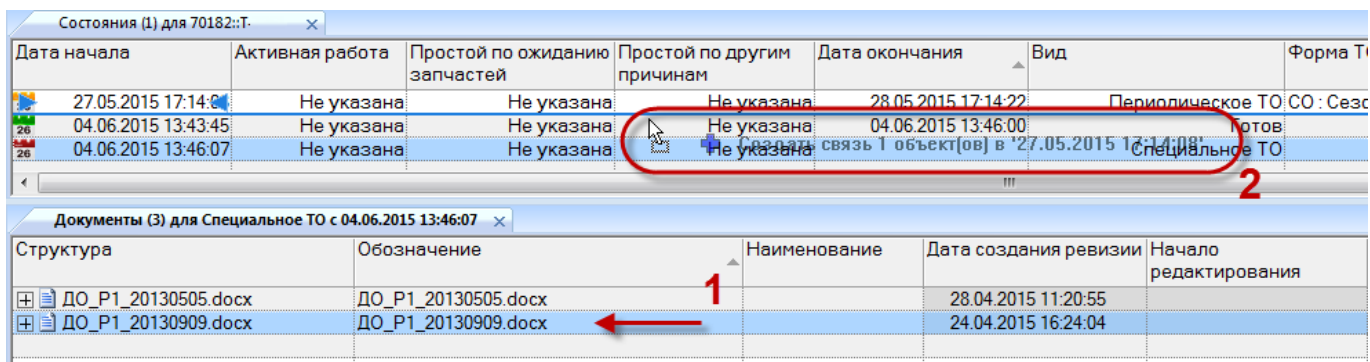 Состояния (1) для 70182::Т-
Дата начала Активная работа Простой по ожиданию запчастей Простой по другим причинам Дата окончания Вид Форма ТО
27.05.2015 17:14: Не указана Не указана Не указана 28.05.2015 17:14:22 Периодическое ТО СО : Сезо
26 04.06.2015 13:43:45 Не указана Не указана Не указана 04.06.2015 13:46:00 Готов
26 04.06.2015 13:46:07 Не указана Не указана Не указана Специальное ТО
Создать связь 1 объект(ов) в '27.05.2015 17:14:08'
2
Документы (3) для Специальное ТО с 04.06.2015 13:46:07
Структура Обозначение Наименование Дата создания ревизии Начало редактирования
1
ДО_Р1_20130505.docx ДО_Р1_20130505.docx 28.04.2015 11:20:55
ДО_Р1_20130909.docx ДО_Р1_20130909.docx 24.04.2015 16:24:04